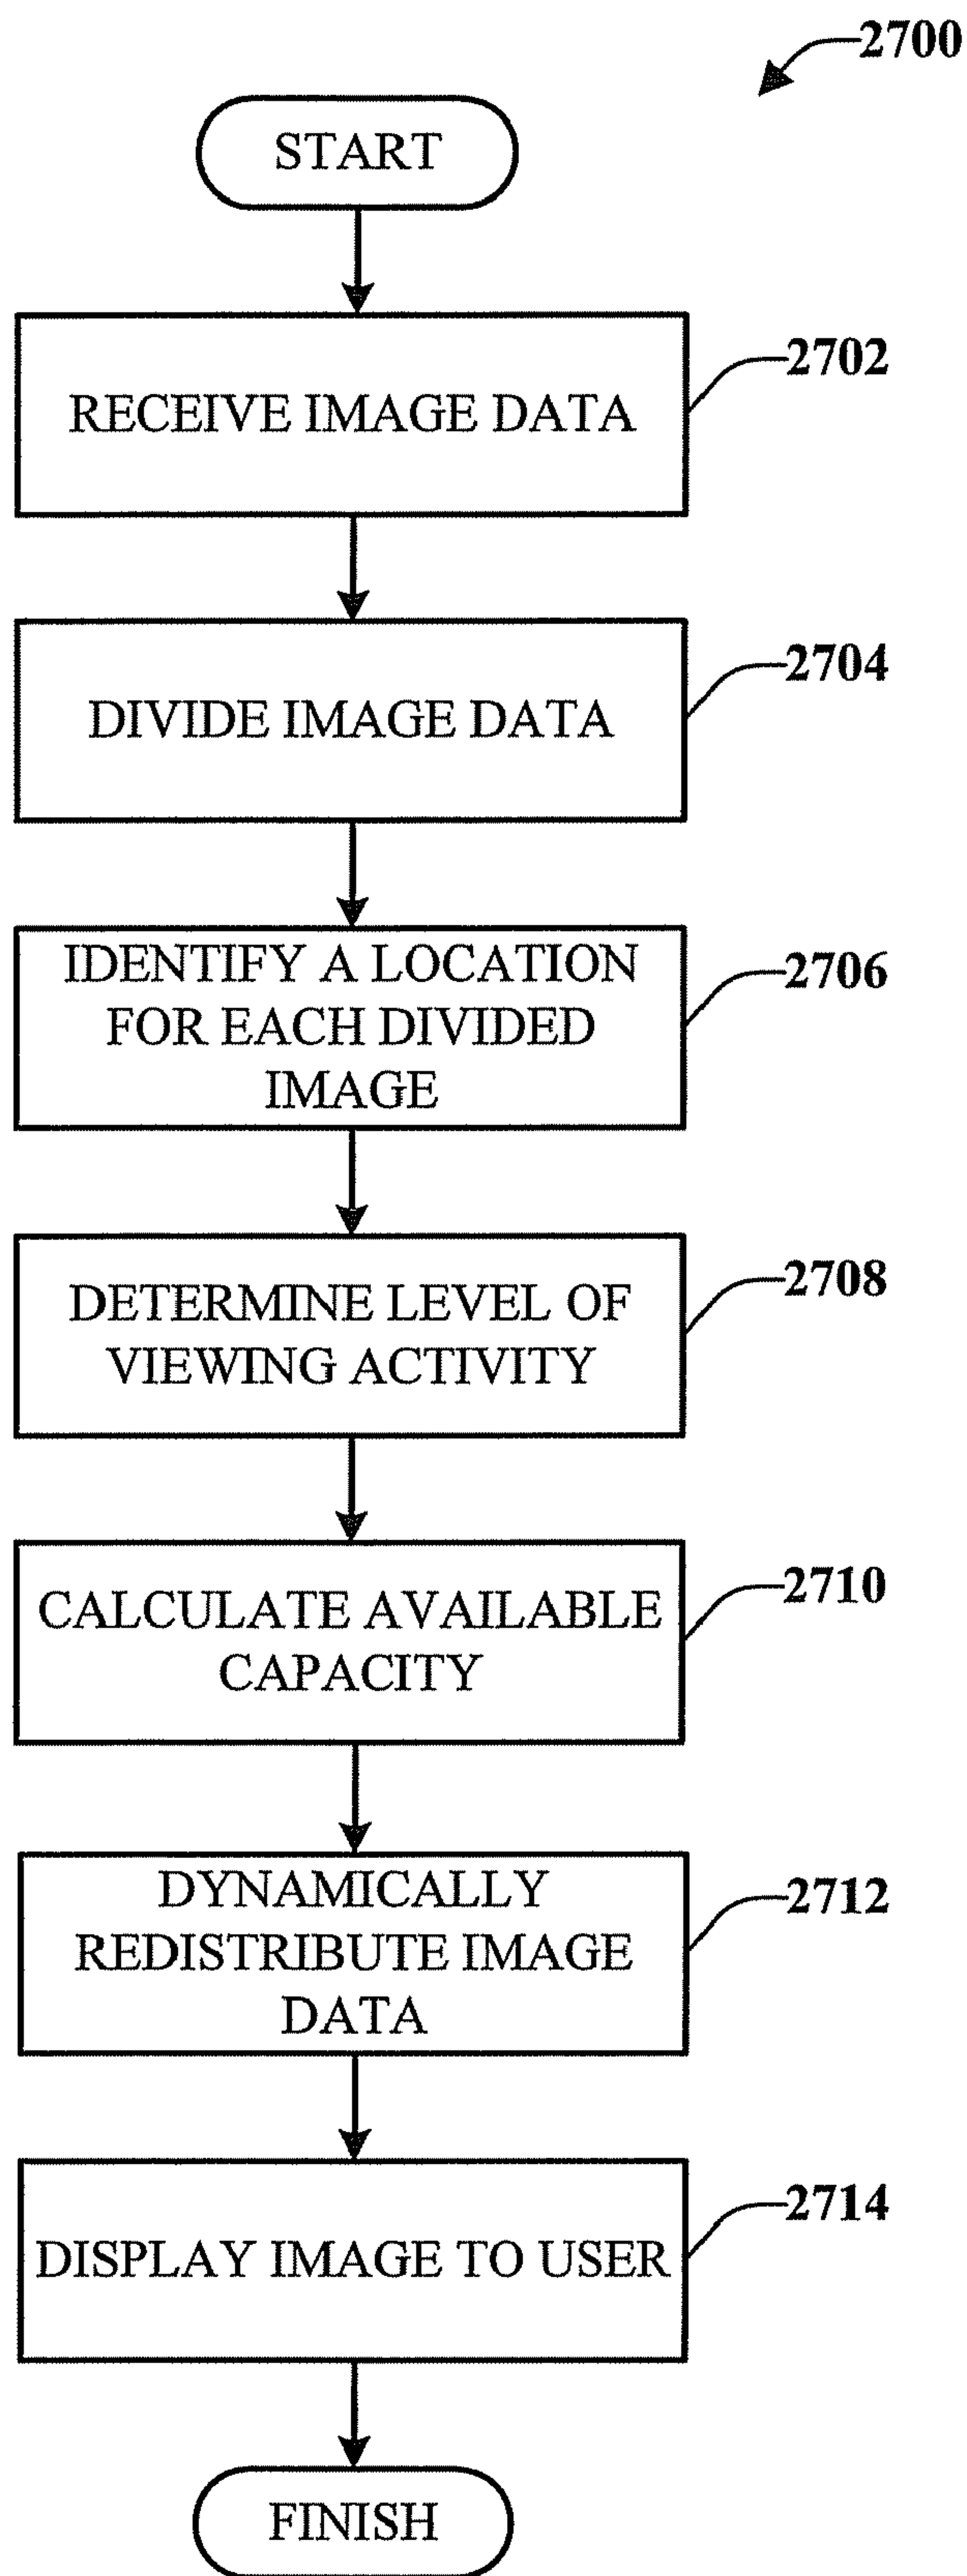 2700
START
RECEIVE IMAGE DATA
2702
DIVIDE IMAGE DATA
2704
IDENTIFY A LOCATION
FOR EACH DIVIDED
IMAGE
2706
DETERMINE LEVEL OF
VIEWING ACTIVITY
2708
CALCULATE AVAILABLE
CAPACITY
2710
DYNAMICALLY
REDISTRIBUTE IMAGE
DATA
2712
DISPLAY IMAGE TO USER
2714
FINISH